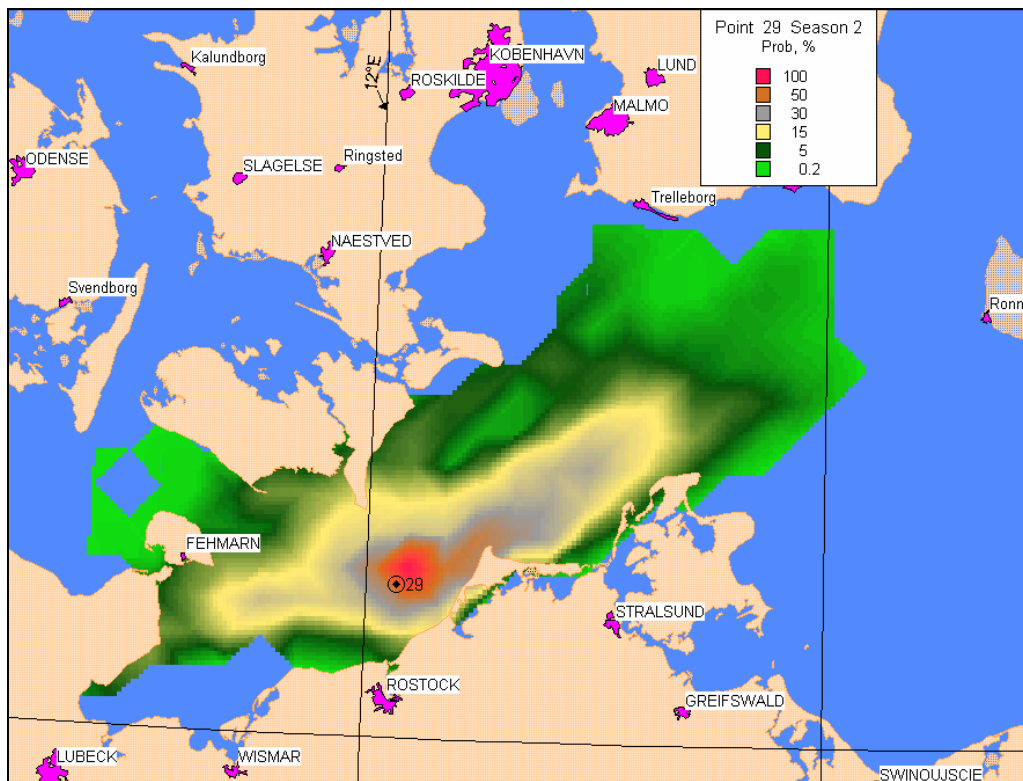 Point 29 Season 2
Prob, %
100
50
30
15
5
0.2
Kalundborg
KOBENHAVN
12°E
ROSKILDE
LUND
MALMO
ODENSE
SLAGELSE
Ringsted
Trelleborg
NAESTVED
Svendborg
Ronn
FEHMARN
29
STRALSUND
ROSTOCK
GREIFSWALD
LUBECK
WISMAR
SWINOUJSCIE